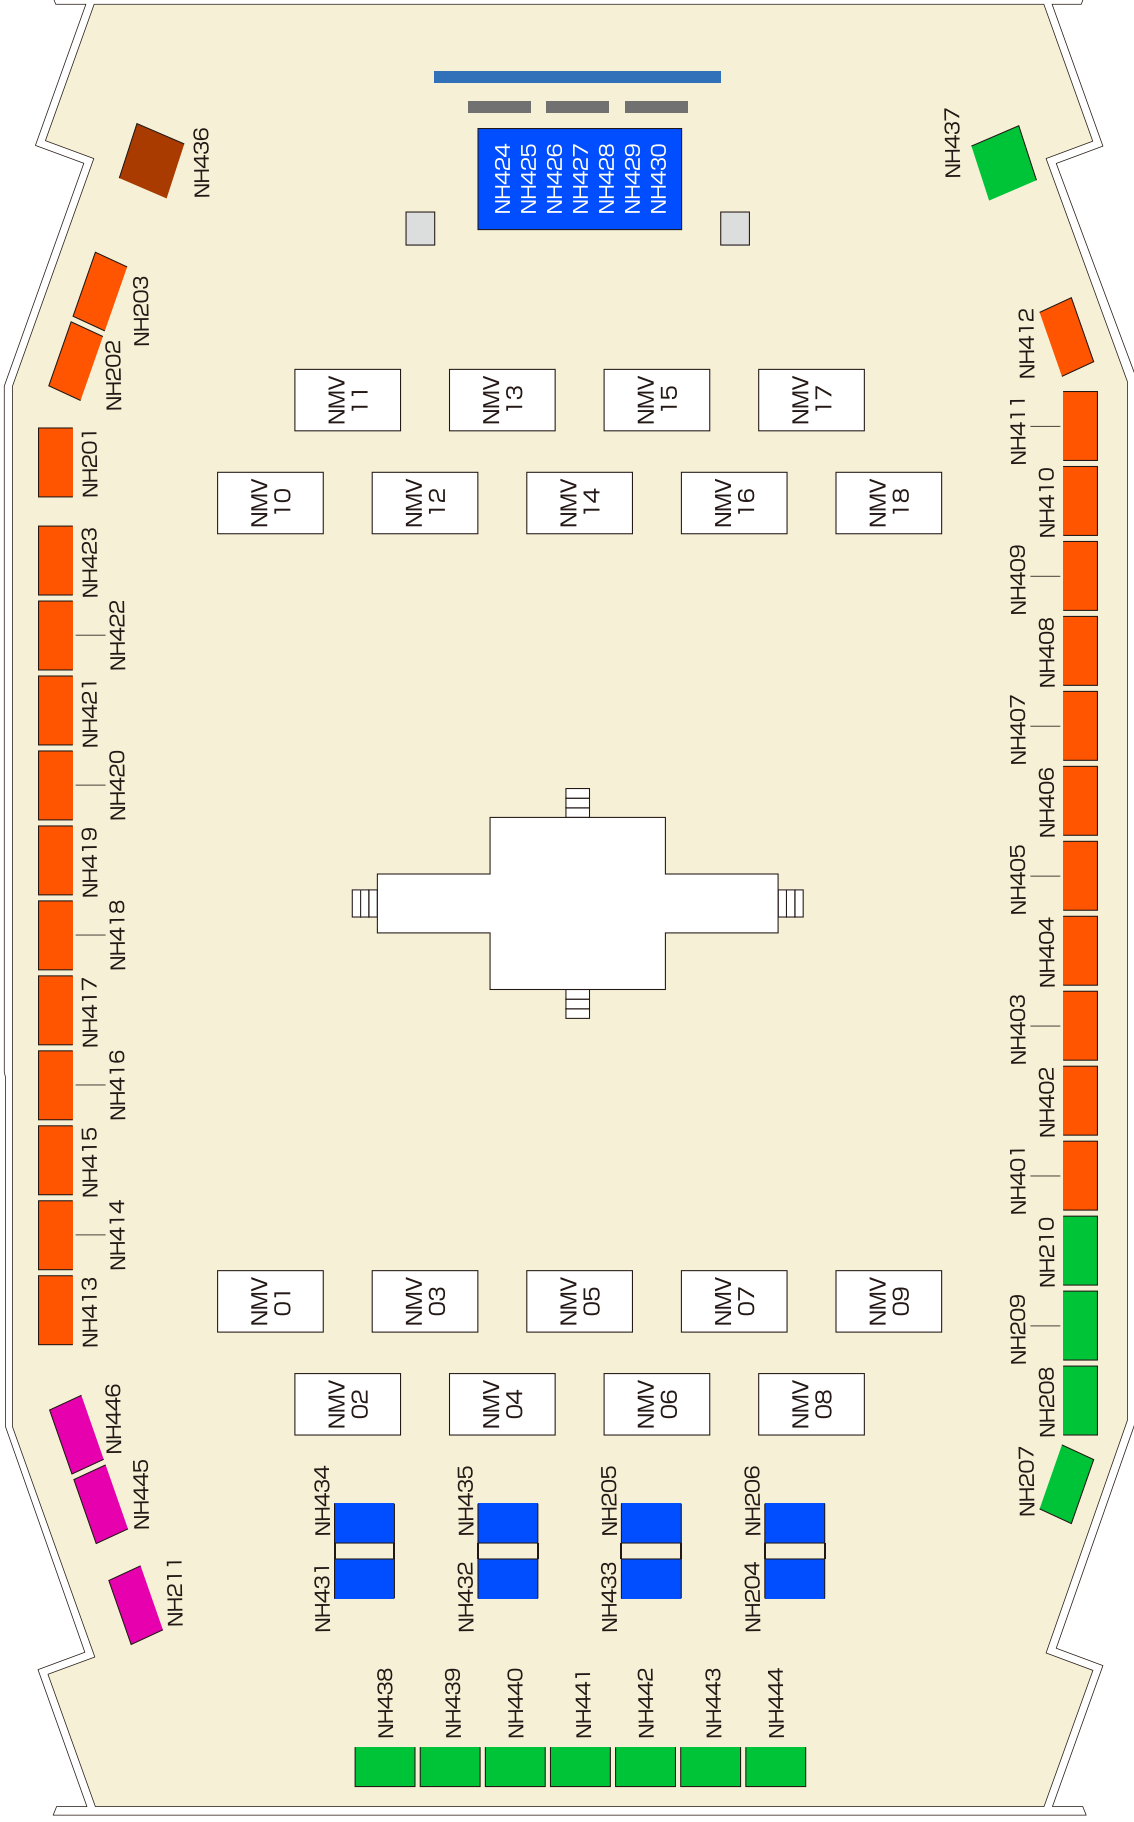 NH436
NH437
NH424
NH425
NH426
NH427
NH428
NH429
NH430
NH203
NH202
NH412
NH201
NH411
NMV
11
NMV
13
NMV
15
NMV
17
NMV
10
NMV
12
NMV
14
NMV
16
NMV
18
NH410
NH423
NH409
NH422
NH408
NH421
NH407
NH420
NH406
NH419
NH405
NH418
NH404
NH417
NH403
NH416
NH402
NH415
NH401
NH414
NH210
NH413
NH209
NMV
01
NMV
03
NMV
05
NMV
07
NMV
09
NMV
02
NMV
04
NMV
06
NMV
08
NH208
NH446
NH445
NH207
NH211
NH434
NH435
NH205
NH206
NH431
NH432
NH433
NH204
NH438
NH439
NH440
NH441
NH442
NH443
NH444